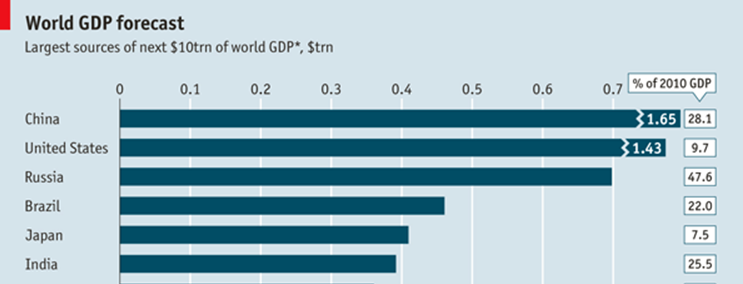 World GDP forecast
Largest sources of next $10trn of world GDP*, $trn
0 0.1 0.2 0.3 0.4 0.5 0.6 0.7 % of 2010 GDP
China 1.65 28.1
United States 1.43 9.7
Russia 47.6
Brazil 22.0
Japan 7.5
India 25.5